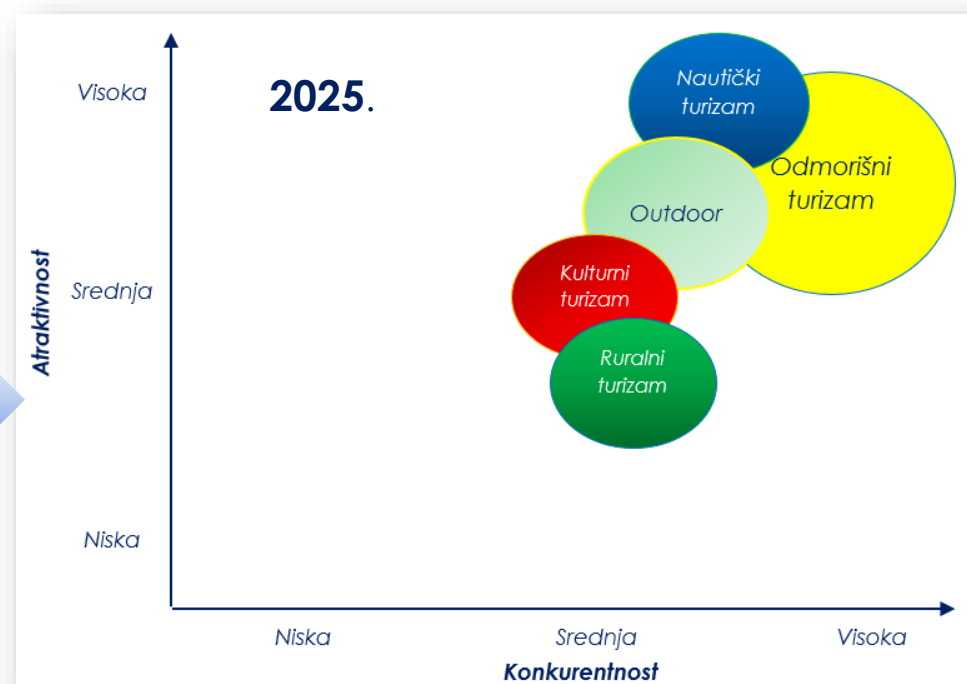 2025.
Visoka
Srednja
Niska
Atraktivnost
Nautički
turizam
Odmorišni
turizam
Outdoor
Kulturni
turizam
Ruralni
turizam
Niska
Srednja
Visoka
Konkurentnost